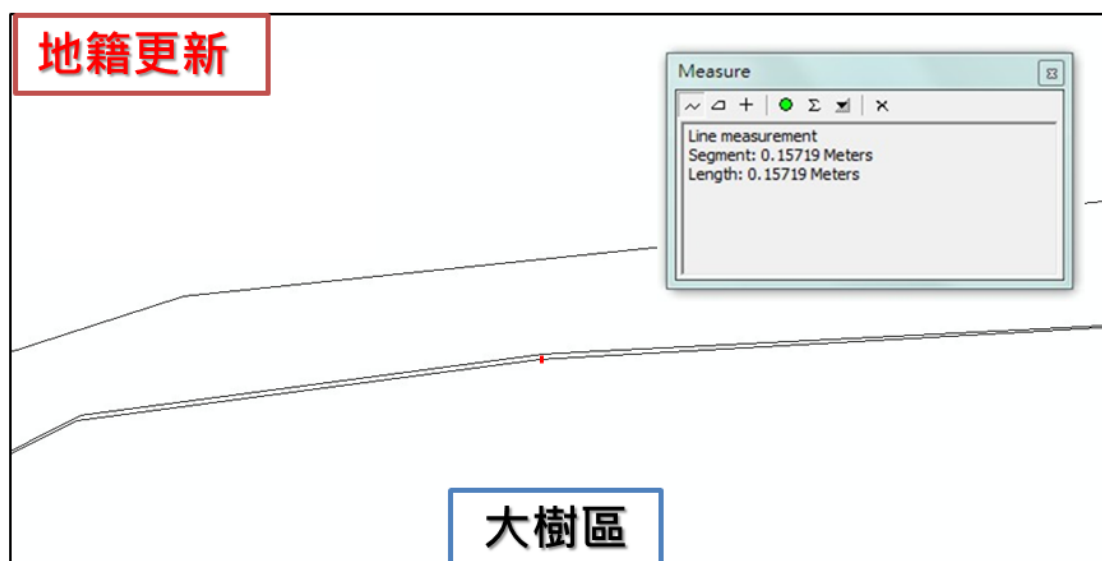 地籍更新
Measure
Line measurement
Segment: 0.15719 Meters
Length: 0.15719 Meters
大樹區